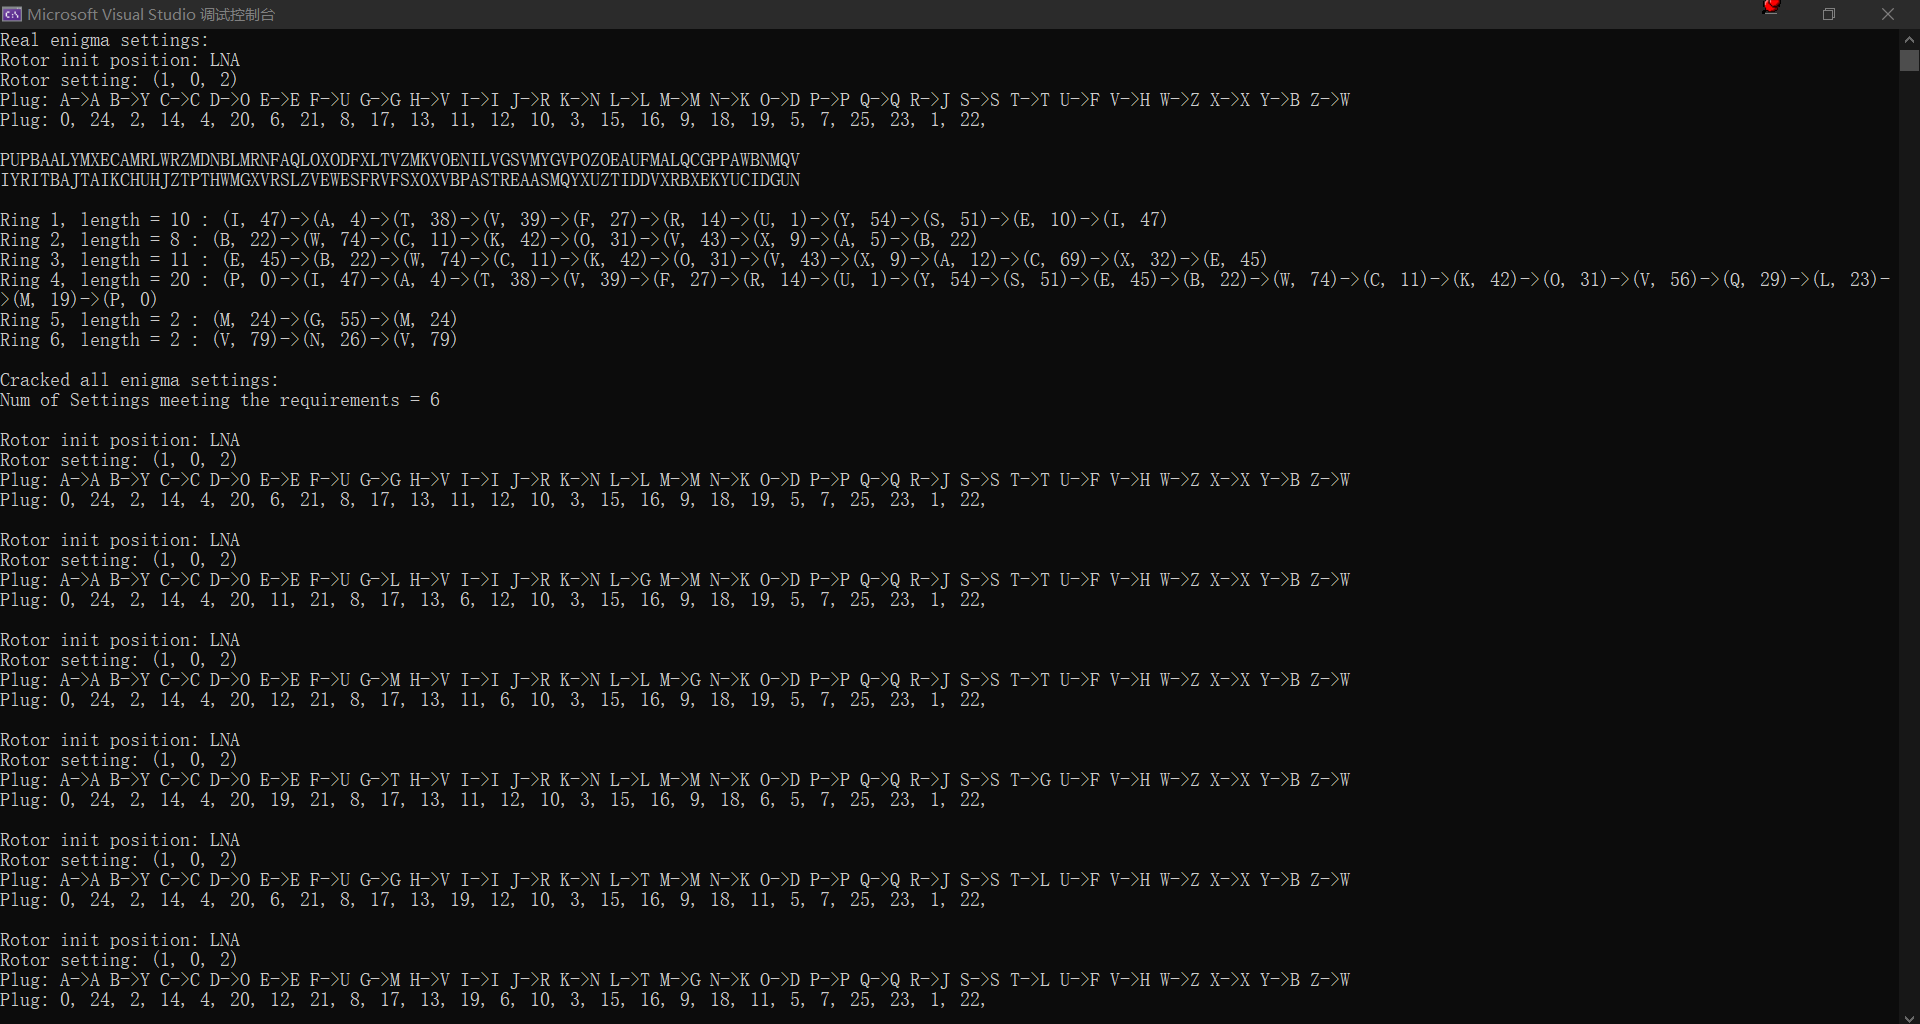 Microsoft Visual Studio 调试控制台
Real enigma settings:
Rotor init position: LNA
Rotor setting: (1, 0, 2)
Plug: A->A B->Y C->C D->O E->E F->U G->G H->V I->I J->R K->N L->L M->M N->K O->D P->P Q->Q R->J S->S T->T U->F V->H W->Z X->X Y->B Z->W
Plug: 0, 24, 2, 14, 4, 20, 6, 21, 8, 17, 13, 11, 12, 10, 3, 15, 16, 9, 18, 19, 5, 7, 25, 23, 1, 22,
PUPBAALYMXECAMRLWRZMDNBLMRNFAQLOXODFXLTVZMKVOENILVGSVMYGVPOZOEAUFMALQCGPPAWBNMQV
IYRITBAJTAIKCHUHJZTPTHWMGXVRSLZVEWESFRVFSXOXVBPASTREAASMQYXUZTIDDVXRBXEKYUCIDGUN
Ring 1, length = 10 : (I, 47)->(A, 4)->(T, 38)->(V, 39)->(F, 27)->(R, 14)->(U, 1)->(Y, 54)->(S, 51)->(E, 10)->(I, 47)
Ring 2, length = 8 : (B, 22)->(W, 74)->(C, 11)->(K, 42)->(O, 31)->(V, 43)->(X, 9)->(A, 5)->(B, 22)
Ring 3, length = 11 : (E, 45)->(B, 22)->(W, 74)->(C, 11)->(K, 42)->(O, 31)->(V, 43)->(X, 9)->(A, 12)->(C, 69)->(X, 32)->(E, 45)
Ring 4, length = 20 : (P, 0)->(I, 47)->(A, 4)->(T, 38)->(V, 39)->(F, 27)->(R, 14)->(U, 1)->(Y, 54)->(S, 51)->(E, 45)->(B, 22)->(W, 74)->(C, 11)->(K, 42)->(O, 31)->(V, 56)->(Q, 29)->(L, 23)-
>(M, 19)->(P, 0)
Ring 5, length = 2 : (M, 24)->(G, 55)->(M, 24)
Ring 6, length = 2 : (V, 79)->(N, 26)->(V, 79)
Cracked all enigma settings:
Num of Settings meeting the requirements = 6
Rotor init position: LNA
Rotor setting: (1, 0, 2)
Plug: A->A B->Y C->C D->O E->E F->U G->G H->V I->I J->R K->N L->L M->M N->K O->D P->P Q->Q R->J S->S T->T U->F V->H W->Z X->X Y->B Z->W
Plug: 0, 24, 2, 14, 4, 20, 6, 21, 8, 17, 13, 11, 12, 10, 3, 15, 16, 9, 18, 19, 5, 7, 25, 23, 1, 22,
Rotor init position: LNA
Rotor setting: (1, 0, 2)
Plug: A->A B->Y C->C D->O E->E F->U G->L H->V I->I J->R K->N L->G M->M N->K O->D P->P Q->Q R->J S->S T->T U->F V->H W->Z X->X Y->B Z->W
Plug: 0, 24, 2, 14, 4, 20, 11, 21, 8, 17, 13, 6, 12, 10, 3, 15, 16, 9, 18, 19, 5, 7, 25, 23, 1, 22,
Rotor init position: LNA
Rotor setting: (1, 0, 2)
Plug: A->A B->Y C->C D->O E->E F->U G->M H->V I->I J->R K->N L->L M->G N->K O->D P->P Q->Q R->J S->S T->T U->F V->H W->Z X->X Y->B Z->W
Plug: 0, 24, 2, 14, 4, 20, 12, 21, 8, 17, 13, 11, 6, 10, 3, 15, 16, 9, 18, 19, 5, 7, 25, 23, 1, 22,
Rotor init position: LNA
Rotor setting: (1, 0, 2)
Plug: A->A B->Y C->C D->O E->E F->U G->T H->V I->I J->R K->N L->L M->M N->K O->D P->P Q->Q R->J S->S T->G U->F V->H W->Z X->X Y->B Z->W
Plug: 0, 24, 2, 14, 4, 20, 19, 21, 8, 17, 13, 11, 12, 10, 3, 15, 16, 9, 18, 6, 5, 7, 25, 23, 1, 22,
Rotor init position: LNA
Rotor setting: (1, 0, 2)
Plug: A->A B->Y C->C D->O E->E F->U G->G H->V I->I J->R K->N L->T M->M N->K O->D P->P Q->Q R->J S->S T->L U->F V->H W->Z X->X Y->B Z->W
Plug: 0, 24, 2, 14, 4, 20, 6, 21, 8, 17, 13, 19, 12, 10, 3, 15, 16, 9, 18, 11, 5, 7, 25, 23, 1, 22,
Rotor init position: LNA
Rotor setting: (1, 0, 2)
Plug: A->A B->Y C->C D->O E->E F->U G->M H->V I->I J->R K->N L->T M->G N->K O->D P->P Q->Q R->J S->S T->L U->F V->H W->Z X->X Y->B Z->W
Plug: 0, 24, 2, 14, 4, 20, 12, 21, 8, 17, 13, 19, 6, 10, 3, 15, 16, 9, 18, 11, 5, 7, 25, 23, 1, 22,